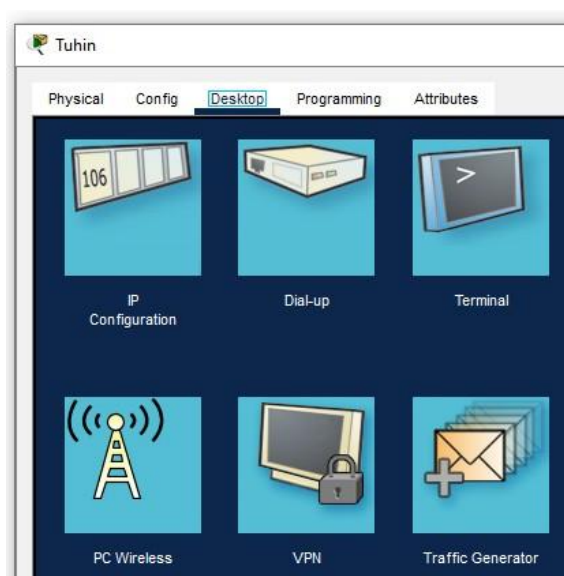 Tuhin
Physical Config Desktop Programming Attributes
106
>
IP
Configuration
Dial-up
Terminal
PC Wireless
VPN
Traffic Generator